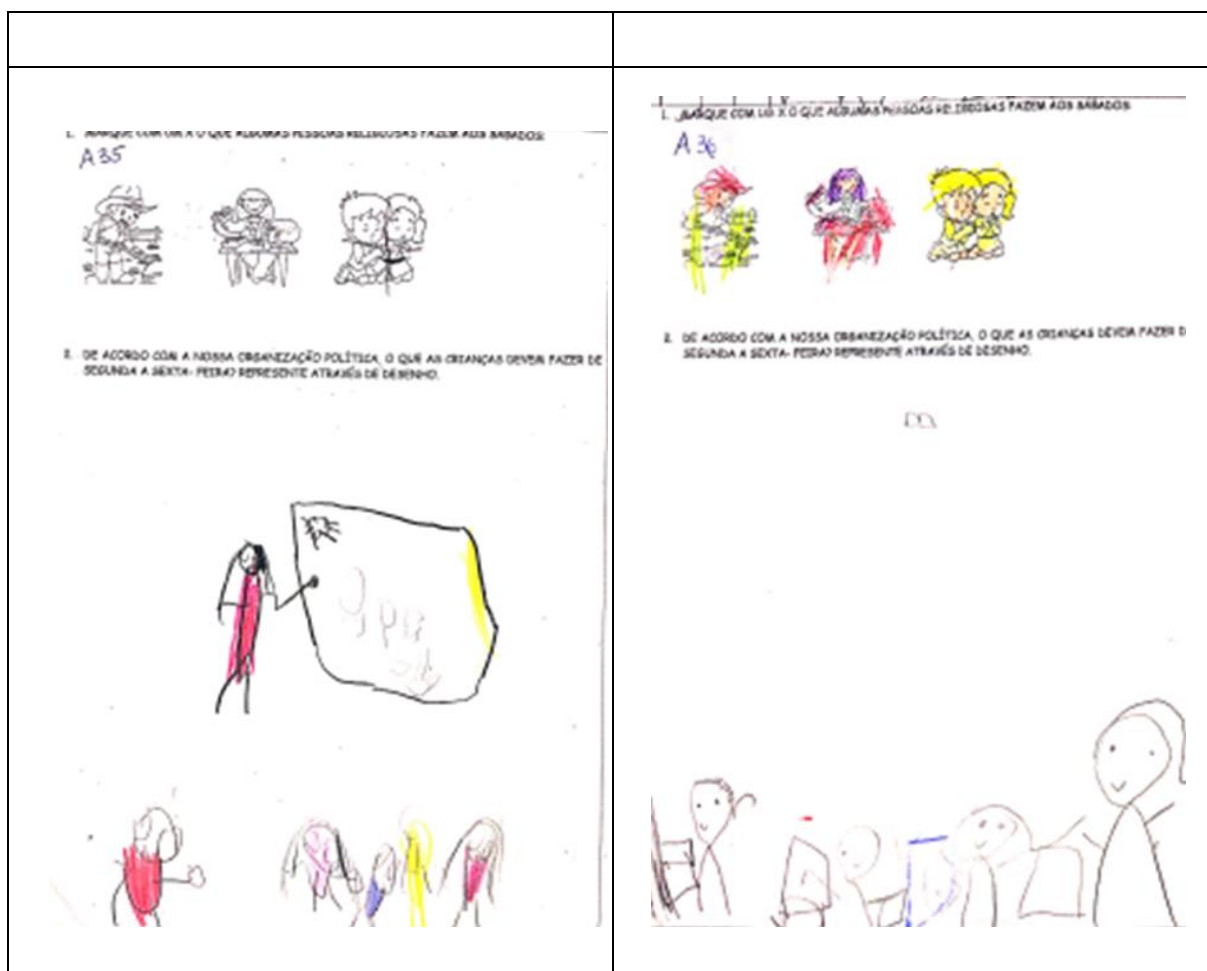 1. MARQUE COM UM X O QUE ALGUMAS PESSOAS RELIGIOSAS FAZEM AOS SÁBADOS:
A 35
2. DE ACORDO COM A NOSSA ORGANIZAÇÃO POLÍTICA, O QUE AS CRIANÇAS DEVEM FAZER DE
SEGUNDA A SEXTA- FEIRA? REPRESENTE ATRAVÉS DE DESENHO.
1. MARQUE COM UM X O QUE ALGUMAS PESSOAS RELIGIOSAS FAZEM AOS SÁBADOS:
A 36
2. DE ACORDO COM A NOSSA ORGANIZAÇÃO POLÍTICA, O QUE AS CRIANÇAS DEVEM FAZER D
SEGUNDA A SEXTA- FEIRA? REPRESENTE ATRAVÉS DE DESENHO.